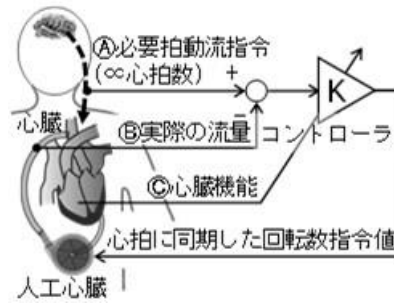 Ⓐ必要拍動流指令
(∝心拍数)
+
K
心臓
Ⓑ実際の流量
−
コントローラ
Ⓒ心臓機能
心拍に同期した回転数指令値
人工心臓